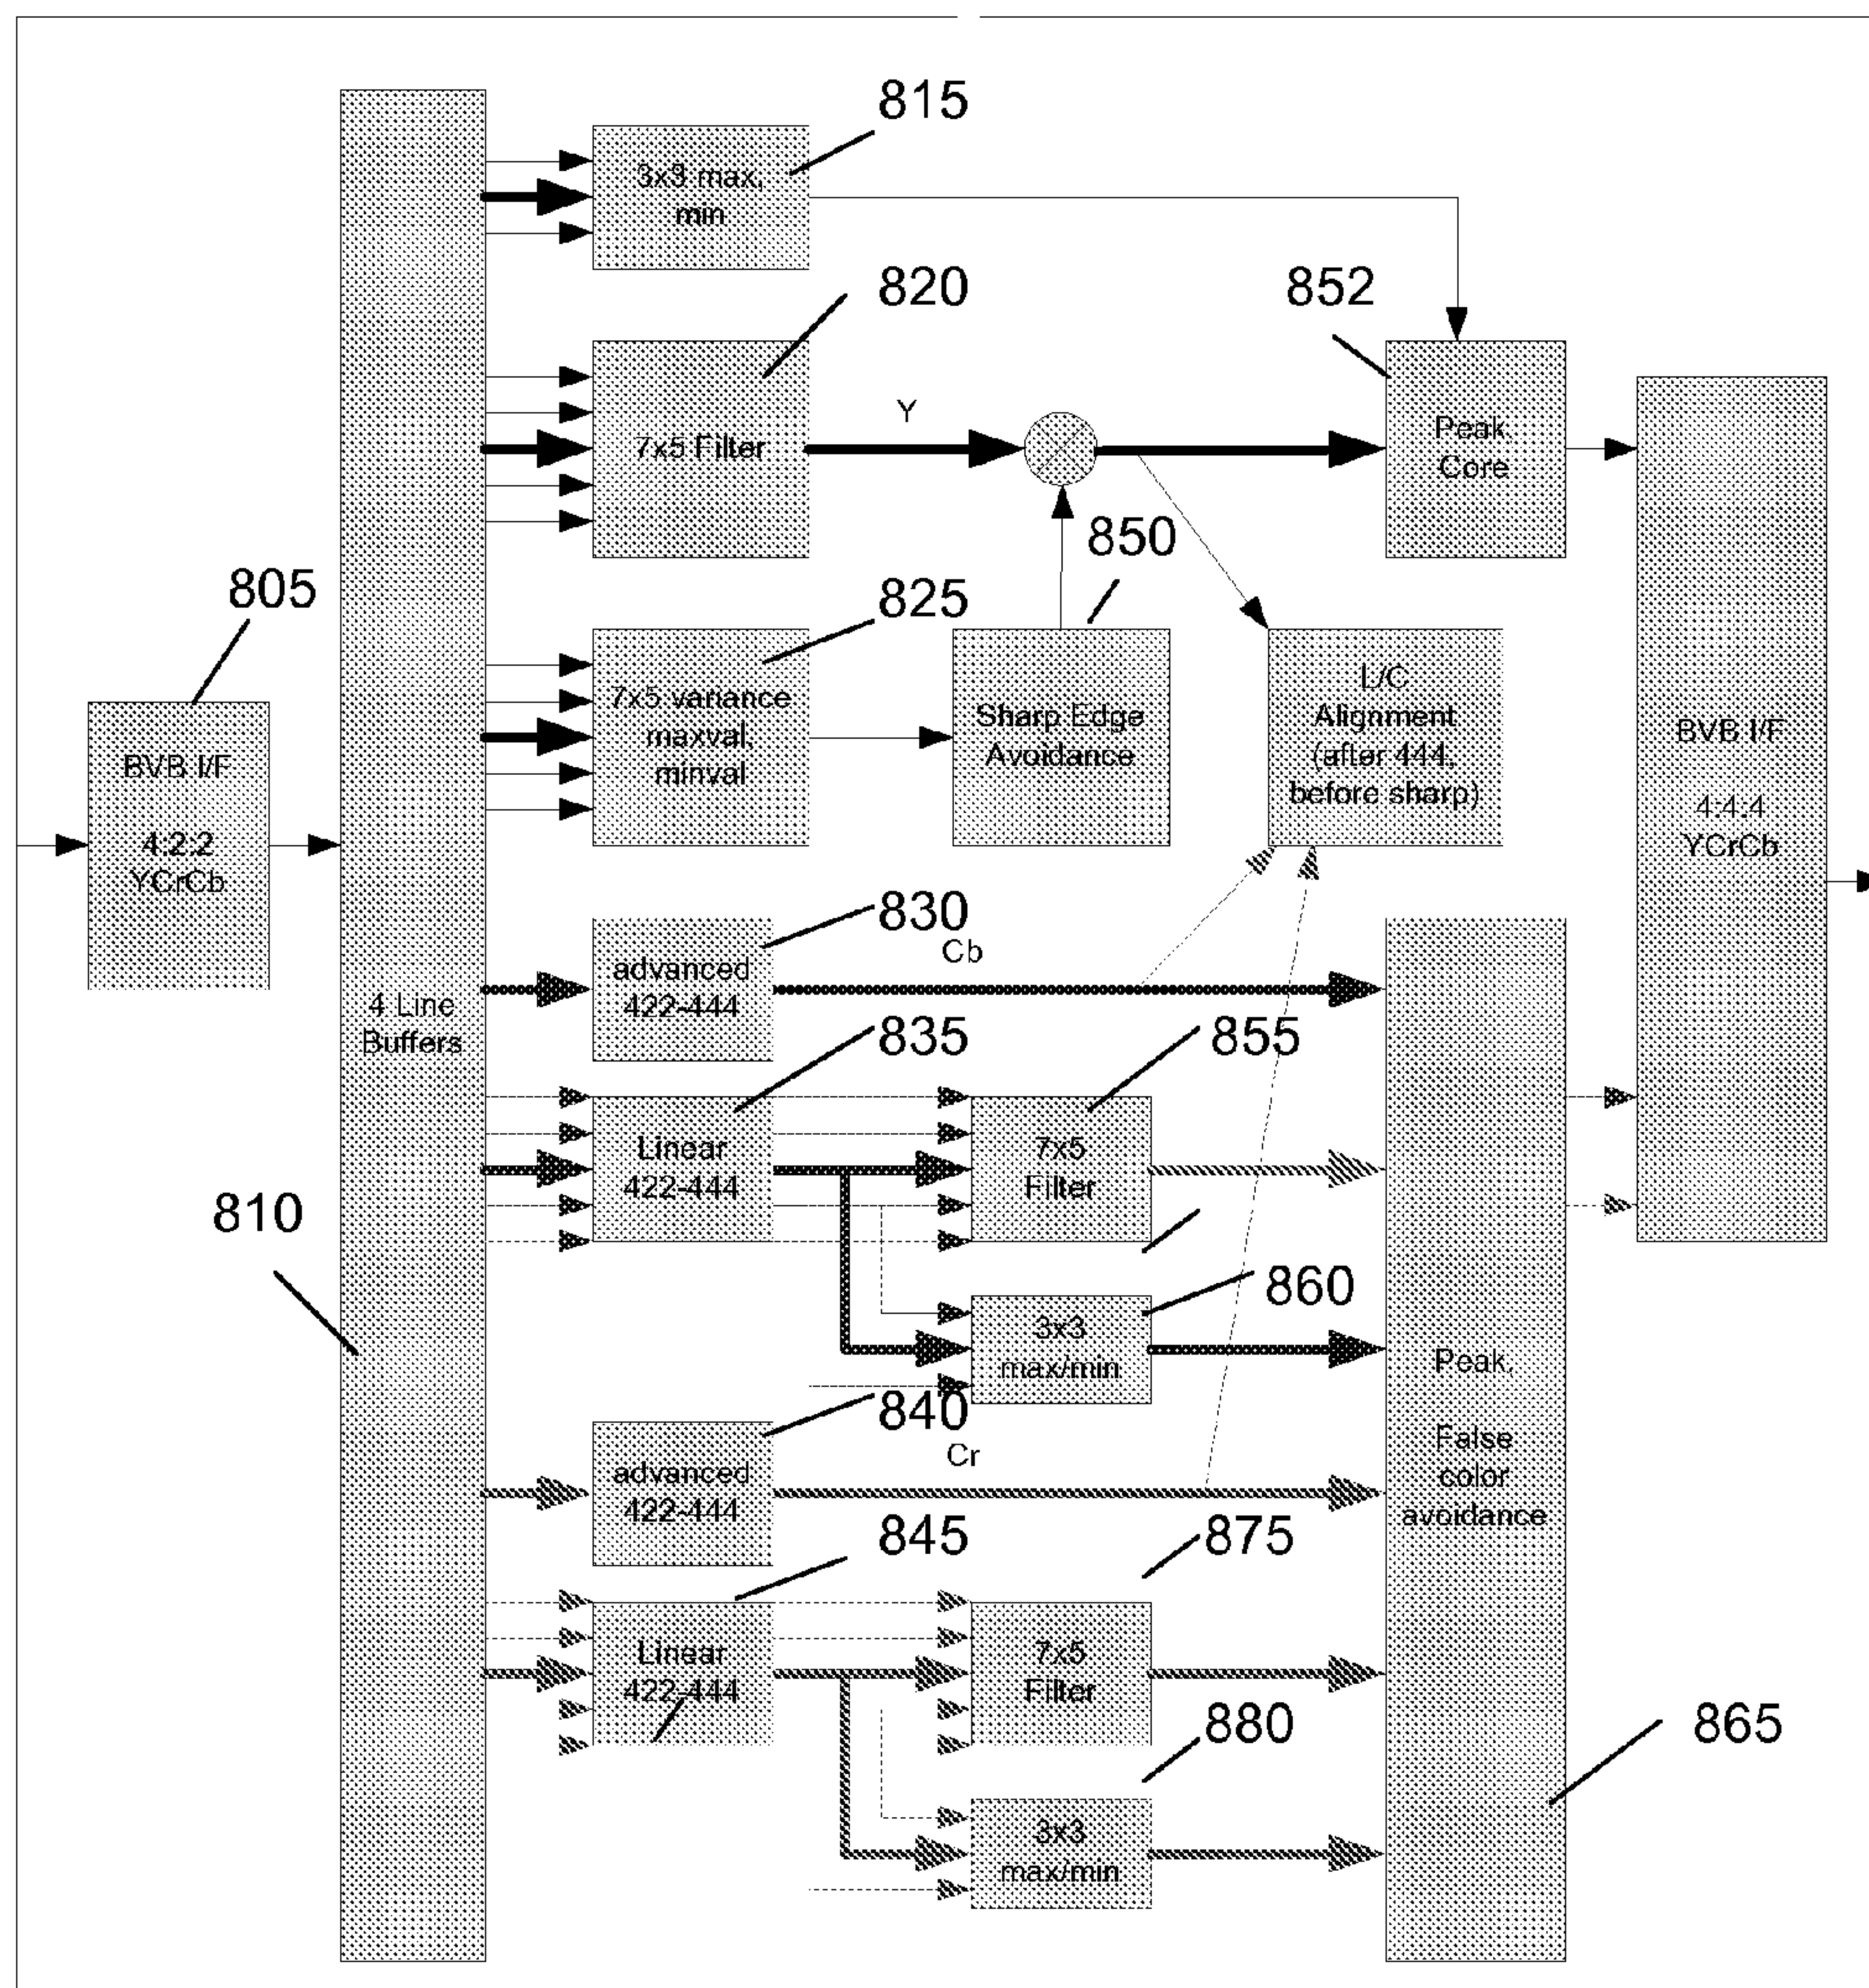 815
3x3 max,
min
820
852
7x5 Filter
Y
Peak,
Core
850
805
825
7x5 variance
maxval,
minval
Sharp Edge
Avoidance
L/C
Alignment
(after 444,
before sharp)
BVB I/F
4:2:2
YCrCb
BVB I/F
4:4:4
YCrCb
830
advanced
422-444
Cb
4 Line
Buffers
835
855
Linear
422-444
7x5
Filter
810
860
3x3
max/min
Peak,
False
color
avoidance
840
advanced
422-444
Cr
845
875
Linear
422-444
7x5
Filter
880
865
3x3
max/min